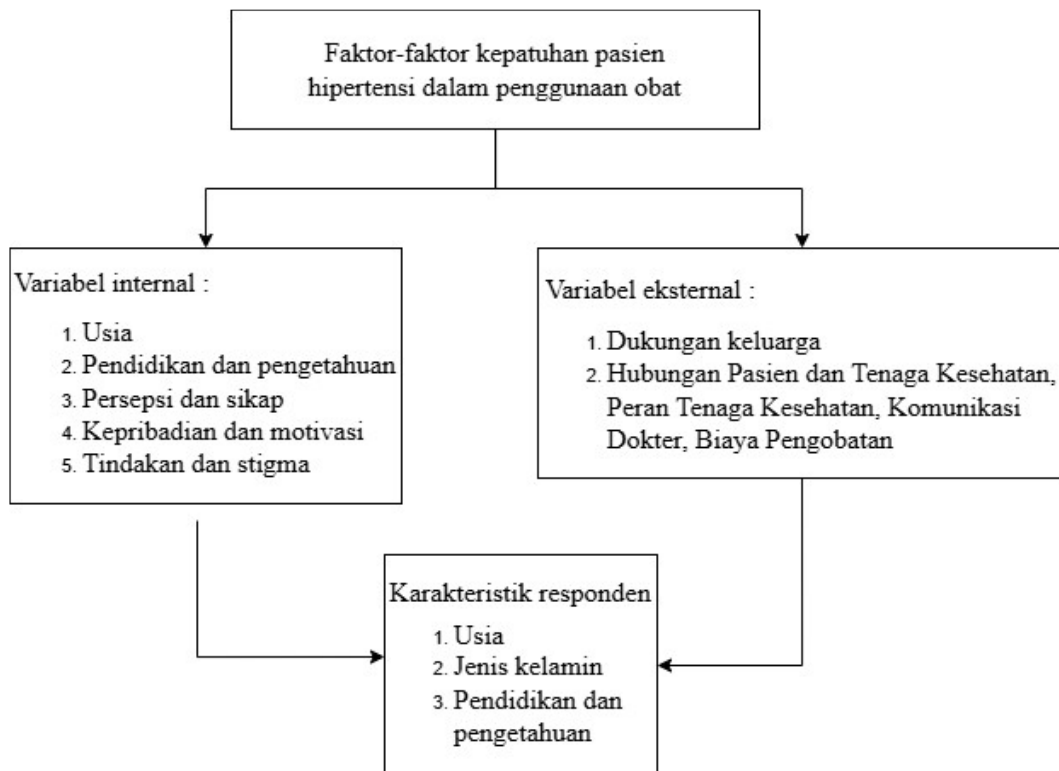 Faktor-faktor kepatuhan pasien
hipertensi dalam penggunaan obat
Variabel internal :
1. Usia
2. Pendidikan dan pengetahuan
3. Persepsi dan sikap
4. Kepribadian dan motivasi
5. Tindakan dan stigma
Variabel eksternal :
1. Dukungan keluarga
2. Hubungan Pasien dan Tenaga Kesehatan,
Peran Tenaga Kesehatan, Komunikasi
Dokter, Biaya Pengobatan
Karakteristik responden
1. Usia
2. Jenis kelamin
3. Pendidikan dan
pengetahuan